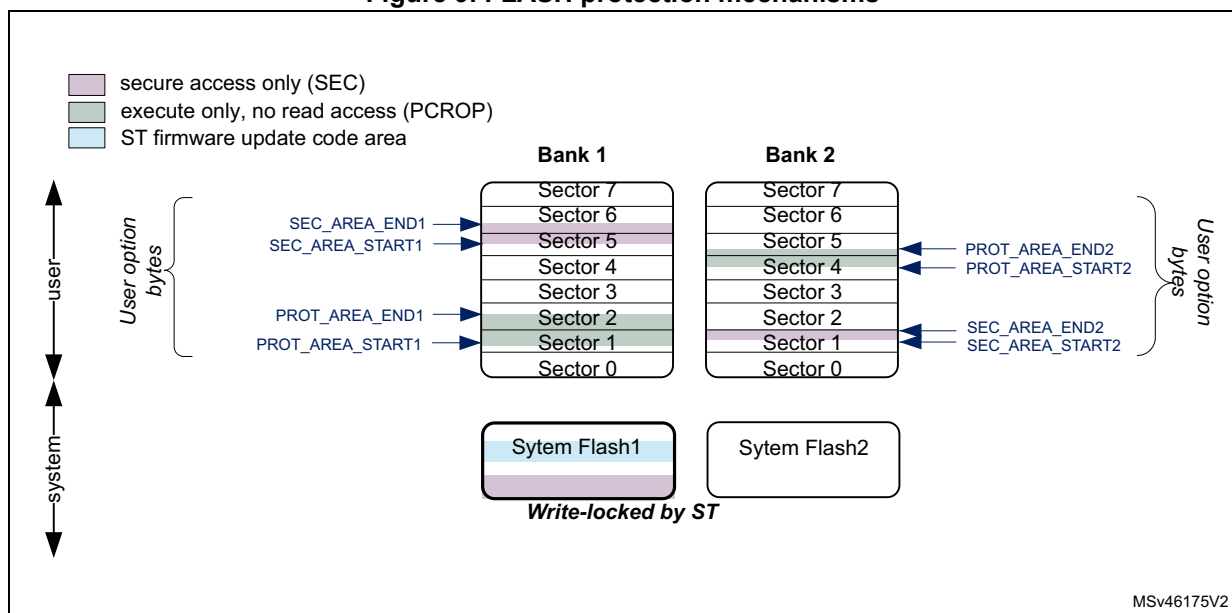 Figure 9. FLASH protection mechanisms
secure access only (SEC)
execute only, no read access (PCROP)
ST firmware update code area
Bank 1
Bank 2
user
system
User option
bytes
SEC_AREA_END1
SEC_AREA_START1
PROT_AREA_END1
PROT_AREA_START1
Sector 7
Sector 6
Sector 5
Sector 4
Sector 3
Sector 2
Sector 1
Sector 0
Sector 7
Sector 6
Sector 5
Sector 4
Sector 3
Sector 2
Sector 1
Sector 0
PROT_AREA_END2
PROT_AREA_START2
SEC_AREA_END2
SEC_AREA_START2
User option
bytes
Sytem Flash1
Sytem Flash2
Write-locked by ST
MSv46175V2